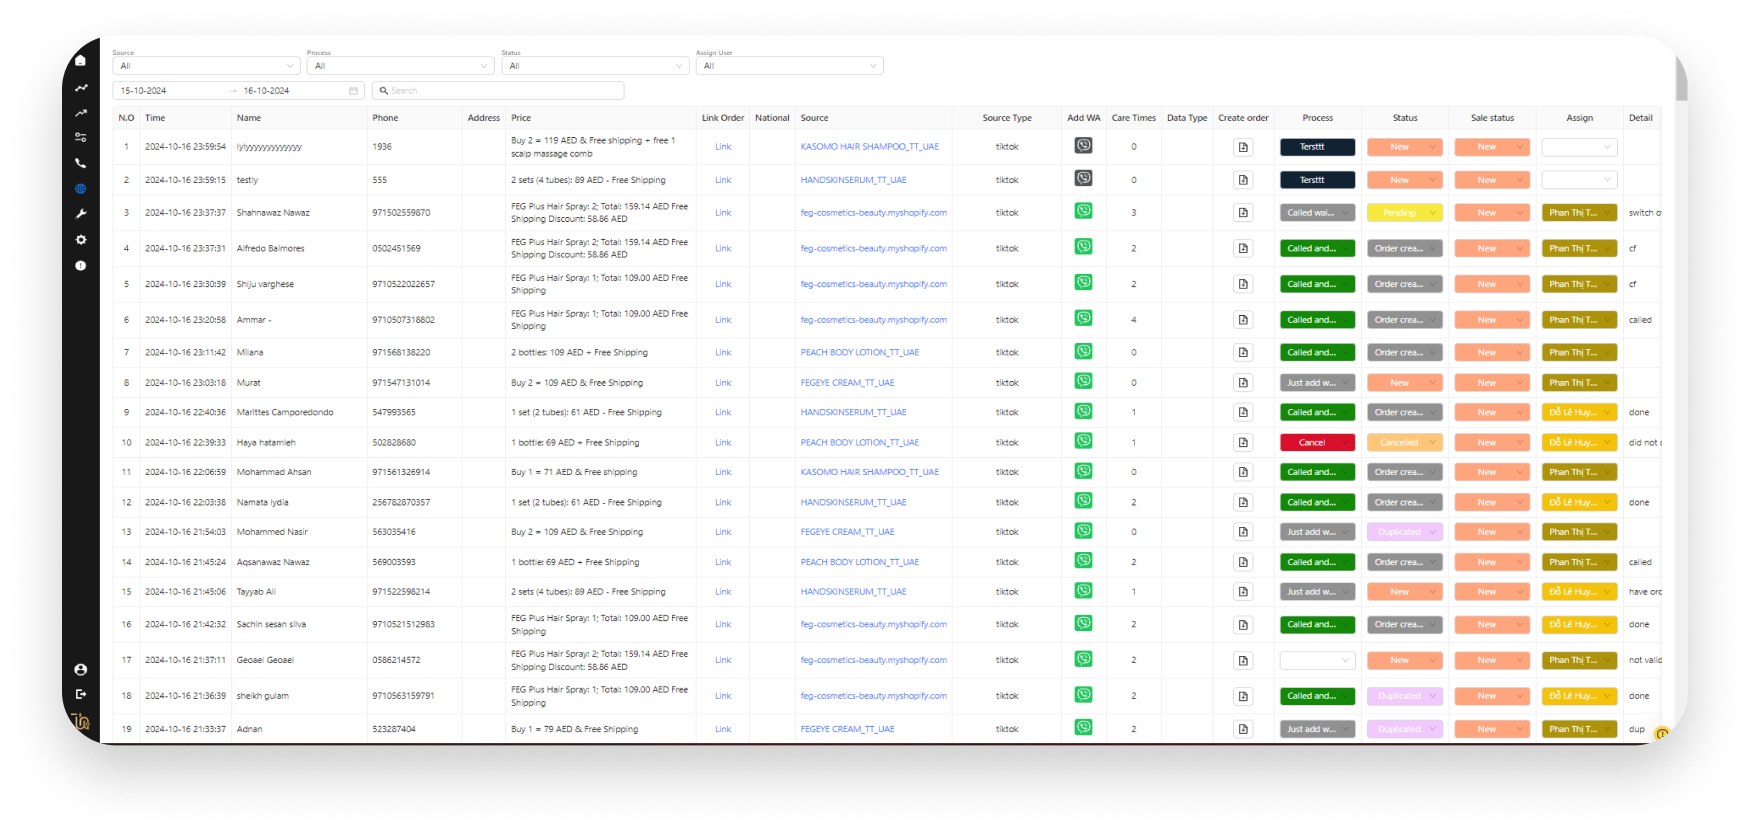 Source Process Status Assign User
All All All All
15-10-2024 → 16-10-2024 Search
N.O Time Name Phone Address Price Link Order National Source Source Type Add WA Care Times Data Type Create order Process Status Sale status Assign Detail
1 2024-10-16 23:59:54 1936 Buy 2 = 119 AED & Free shipping + free 1 Link KASOMO HAIR SHAMPOO_TT_UAE tiktok 0 Tersttt New New
scalp massage comb
2 2024-10-16 23:59:15 testly 555 2 sets (4 tubes): 89 AED - Free Shipping Link HANDSKINSERUM_TT_UAE tiktok 0 Tersttt New New
3 2024-10-16 23:37:37 Shahnawaz Nawaz 971502559870 FEG Plus Hair Spray: 2; Total: 159.14 AED Free Link feg-cosmetics-beauty.myshopify.com tiktok 3 Called wai... Pending New Phan Thị T... switch o
Shipping Discount: 58.86 AED
4 2024-10-16 23:37:31 Alfredo Balmores 0502451569 FEG Plus Hair Spray: 2; Total: 159.14 AED Free Link feg-cosmetics-beauty.myshopify.com tiktok 2 Called and... Order crea... New Phan Thị T... cf
Shipping Discount: 58.86 AED
5 2024-10-16 23:30:39 Shiju varghese 9710522022657 FEG Plus Hair Spray: 1; Total: 109.00 AED Free Link feg-cosmetics-beauty.myshopify.com tiktok 2 Called and... Order crea... New Phan Thị T... cf
Shipping
6 2024-10-16 23:20:58 Ammar - 9710507318802 FEG Plus Hair Spray: 1; Total: 109.00 AED Free Link feg-cosmetics-beauty.myshopify.com tiktok 4 Called and... Order crea... New Phan Thị T... called
Shipping
7 2024-10-16 23:11:42 Milana 971568138220 2 bottles: 109 AED + Free Shipping Link PEACH BODY LOTION_TT_UAE tiktok 0 Called and... Order crea... New Phan Thị T...
8 2024-10-16 23:03:18 Murat 971547131014 Buy 2 = 109 AED & Free Shipping Link FEGEYE CREAM_TT_UAE tiktok 0 Just add w... New New Phan Thị T...
9 2024-10-16 22:40:36 Marittes Camporedondo 547993565 1 set (2 tubes): 61 AED - Free Shipping Link HANDSKINSERUM_TT_UAE tiktok 1 Called and... Order crea... New Đỗ Lê Huy... done
10 2024-10-16 22:39:33 Haya hatamleh 502828680 1 bottle: 69 AED + Free Shipping Link PEACH BODY LOTION_TT_UAE tiktok 1 Cancel Cancelled New Đỗ Lê Huy... did not
11 2024-10-16 22:06:59 Mohammad Ahsan 971561326914 Buy 1 = 71 AED & Free shipping Link KASOMO HAIR SHAMPOO_TT_UAE tiktok 0 Called and... Order crea... New Phan Thị T...
12 2024-10-16 22:03:38 Namata lydia 256782870357 1 set (2 tubes): 61 AED - Free Shipping Link HANDSKINSERUM_TT_UAE tiktok 2 Called and... Order crea... New Đỗ Lê Huy... done
13 2024-10-16 21:54:03 Mohammed Nasir 563035416 Buy 2 = 109 AED & Free Shipping Link FEGEYE CREAM_TT_UAE tiktok 0 Just add w... Duplicated New Phan Thị T...
14 2024-10-16 21:45:24 Aqsanawaz Nawaz 569003593 1 bottle: 69 AED + Free Shipping Link PEACH BODY LOTION_TT_UAE tiktok 2 Called and... Order crea... New Phan Thị T... called
15 2024-10-16 21:45:06 Tayyab Ali 971522598214 2 sets (4 tubes): 89 AED - Free Shipping Link HANDSKINSERUM_TT_UAE tiktok 1 Just add w... New New Đỗ Lê Huy... have
16 2024-10-16 21:42:32 Sachin sesan silva 9710521512983 FEG Plus Hair Spray: 1; Total: 109.00 AED Free Link feg-cosmetics-beauty.myshopify.com tiktok 2 Called and... Order crea... New Đỗ Lê Huy... done
Shipping
17 2024-10-16 21:37:11 Geoael Geoael 0586214572 FEG Plus Hair Spray: 2; Total: 159.14 AED Free Link feg-cosmetics-beauty.myshopify.com tiktok 2 New New Phan Thị T... not valid
Shipping Discount: 58.86 AED
18 2024-10-16 21:36:39 sheikh gulam 9710563159791 FEG Plus Hair Spray: 1; Total: 109.00 AED Free Link feg-cosmetics-beauty.myshopify.com tiktok 2 Called and... Duplicated New Đỗ Lê Huy... done
Shipping
19 2024-10-16 21:33:37 Adnan 523287404 Buy 1 = 79 AED & Free Shipping Link FEGEYE CREAM_TT_UAE tiktok 2 Just add w... Duplicated New Phan Thị T... dup